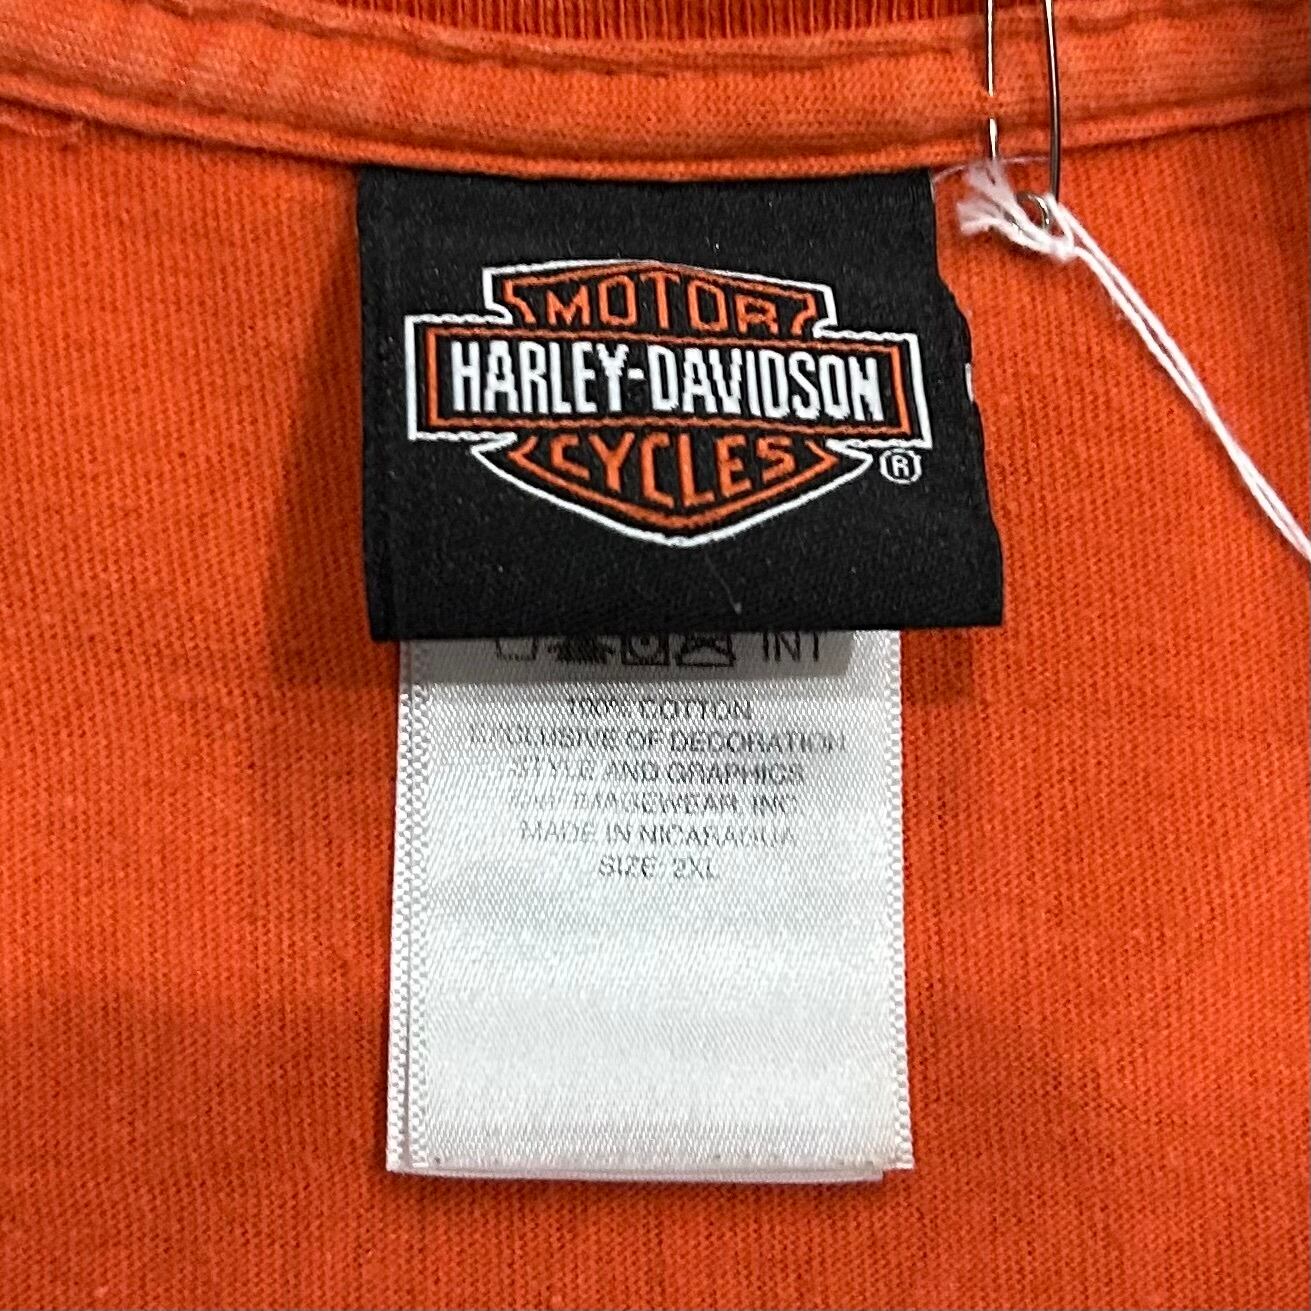 MOTOR
HARLEY-DAVIDSON
CYCLES
®
INT
100% COTTON
EXCLUSIVE OF DECORATION
STYLE AND GRAPHICS
IMAGEWEAR, INC.
MADE IN NICARAGUA
SIZE: 2XL